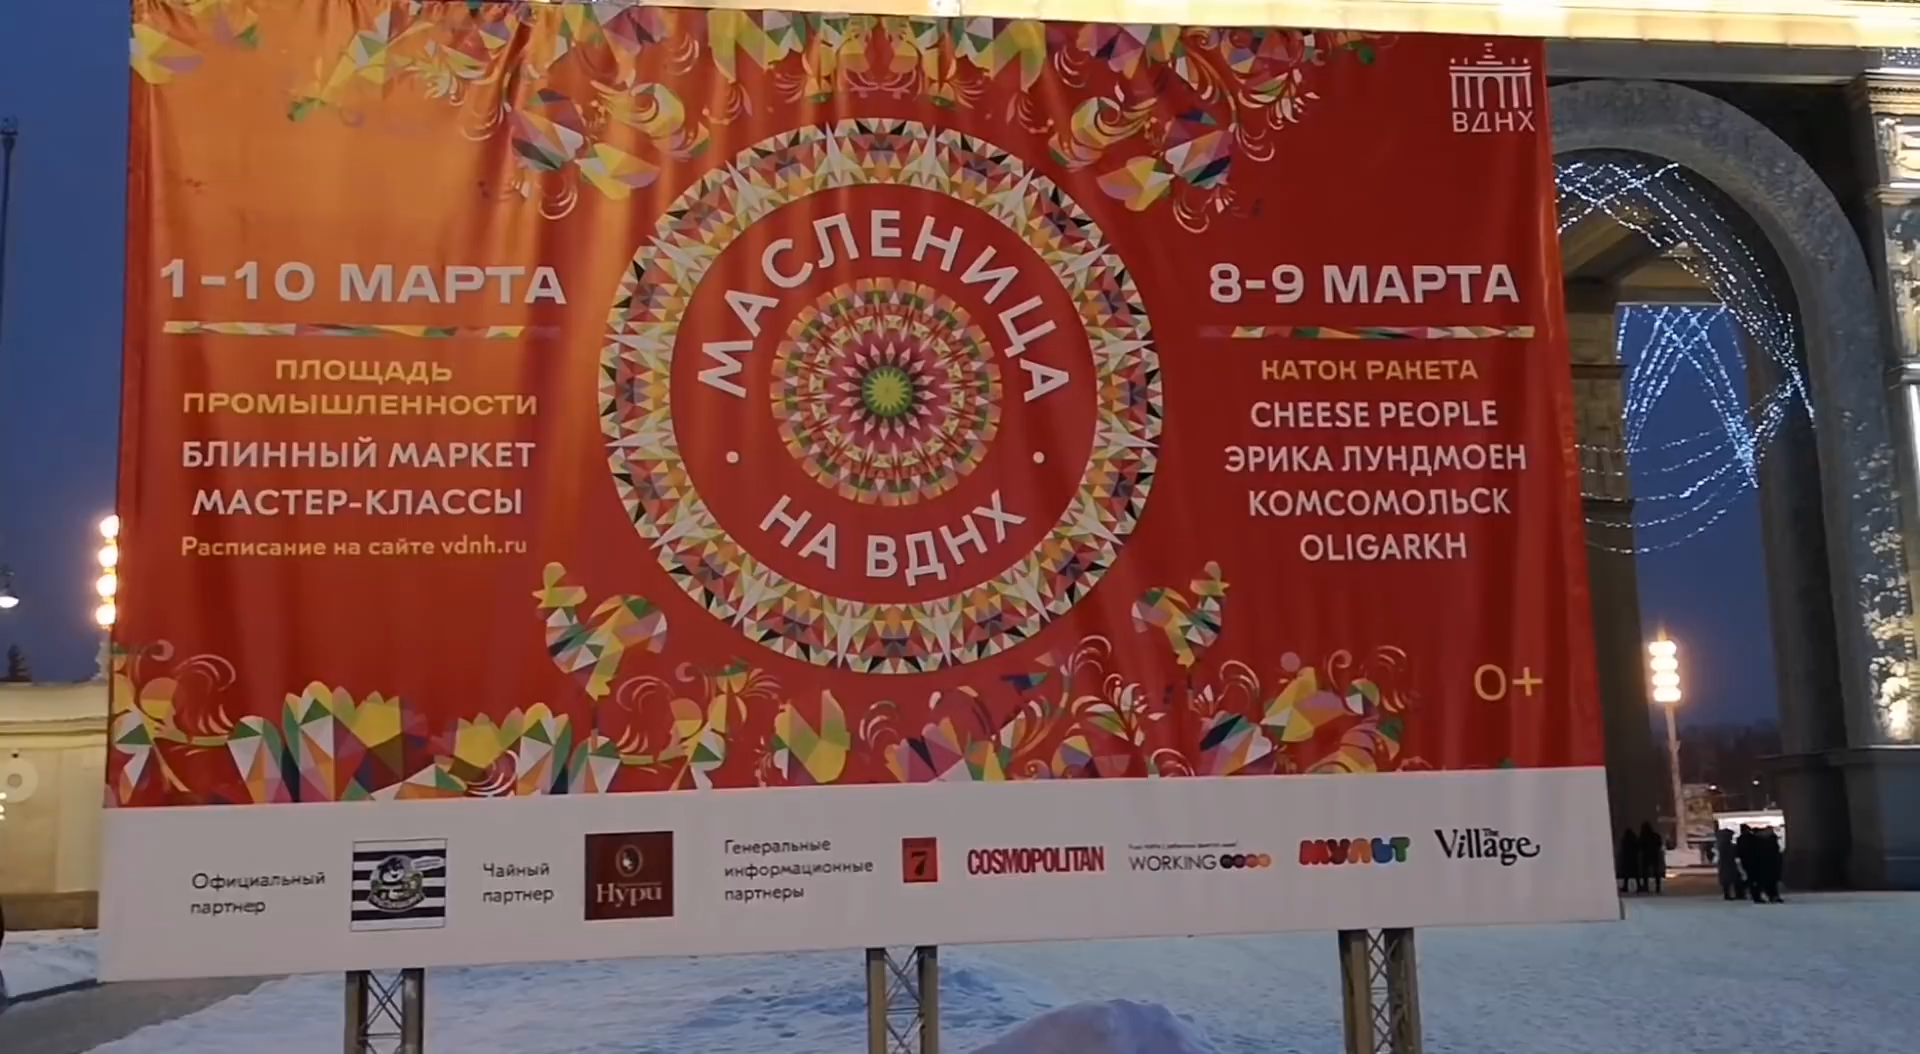 ВДНХ
1-10 МАРТА
ПЛОЩАДЬ
ПРОМЫШЛЕННОСТИ
БЛИННЫЙ МАРКЕТ
МАСТЕР-КЛАССЫ
Расписание на сайте vdnh.ru
МАСЛЕНИЦА
НА ВДНХ
8-9 МАРТА
КАТОК РАКЕТА
CHEESE PEOPLE
ЭРИКА ЛУНДМОЕН
КОМСОМОЛЬСК
OLIGARKH
0+
Официальный
партнер
Чайный
партнер
Нури
Генеральные
информационные
партнеры
7
COSMOPOLITAN
WORKING
МУЛЬТ
The Village